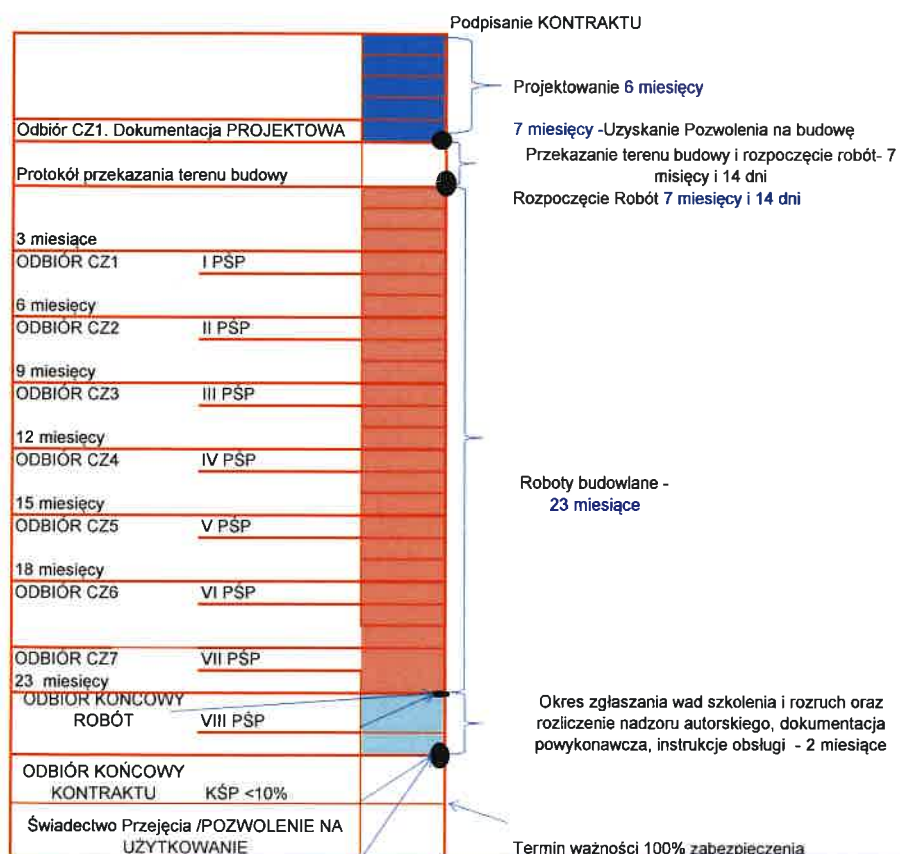 Podpisanie KONTRAKTU
Projektowanie 6 miesięcy
Odbiór CZ1. Dokumentacja PROJEKTOWA
7 miesięcy -Uzyskanie Pozwolenia na budowę
Przekazanie terenu budowy i rozpoczęcie robót- 7
misięcy i 14 dni
Protokół przekazania terenu budowy
Rozpoczęcie Robót 7 miesięcy i 14 dni
3 miesiące
ODBIÓR CZ1 I PŚP
6 miesięcy
ODBIÓR CZ2 II PŚP
9 miesięcy
ODBIÓR CZ3 III PŚP
12 miesięcy
ODBIÓR CZ4 IV PŚP
Roboty budowlane -
23 miesiące
15 miesięcy
ODBIÓR CZ5 V PŚP
18 miesięcy
ODBIÓR CZ6 VI PŚP
ODBIÓR CZ7 VII PŚP
23 miesięcy
ODBIÓR KOŃCOWY
ROBÓT VIII PŚP
Okres zgłaszania wad szkolenia i rozruch oraz
rozliczenie nadzoru autorskiego, dokumentacja
powykonawcza, instrukcje obsługi - 2 miesiące
ODBIÓR KOŃCOWY
KONTRAKTU KŚP <10%
Świadectwo Przejęcia /POZWOLENIE NA
UŻYTKOWANIE
Termin ważności 100% zabezpieczenia